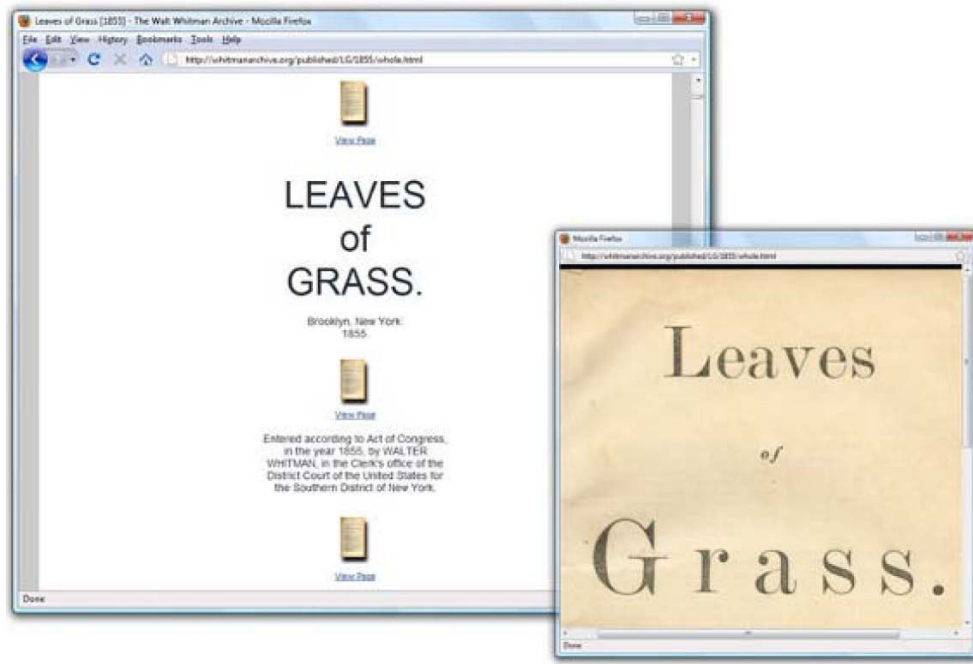 Leaves of Grass [1855] - The Walt Whitman Archive - Mozilla Firefox
File Edit View History Bookmarks Tools Help
http://whitmanarchive.org/published/LG/1855/whole.html
View Page
LEAVES
of
GRASS.
Brooklyn, New York:
1855.
View Page
Entered according to Act of Congress,
in the year 1855, by WALTER
WHITMAN, in the Clerk's office of the
District Court of the United States for
the Southern District of New York.
View Page
Done
Mozilla Firefox
http://whitmanarchive.org/published/LG/1855/whole.html
Leaves
of
Grass.
Done